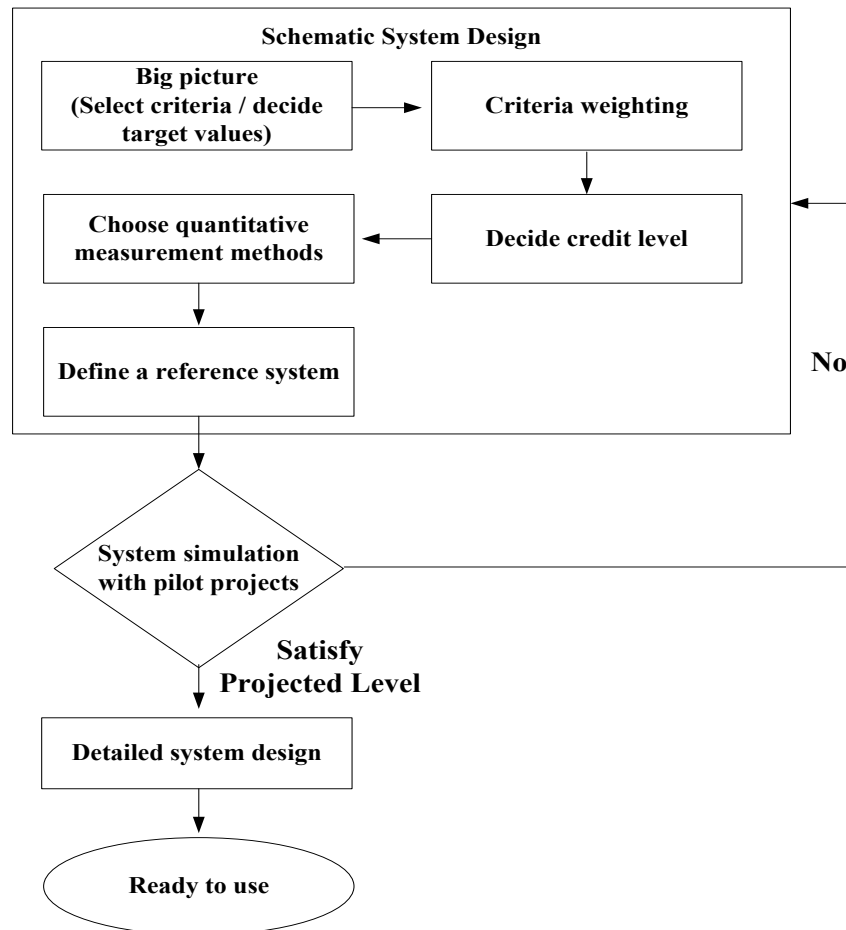 Schematic System Design
Big picture
(Select criteria / decide
target values)
Criteria weighting
Choose quantitative
measurement methods
Decide credit level
Define a reference system
No
System simulation
with pilot projects
Satisfy
Projected Level
Detailed system design
Ready to use